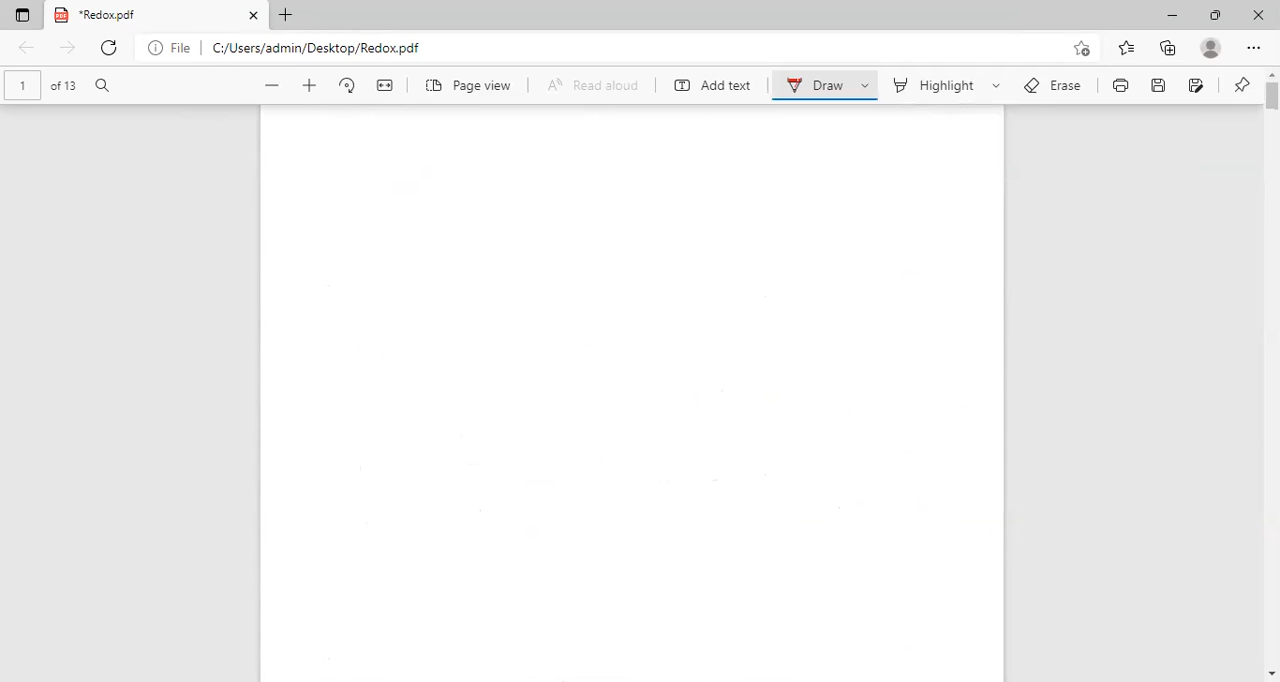 *Redox.pdf
File C:/Users/admin/Desktop/Redox.pdf
1 of 13 Page view Read aloud Add text Draw Highlight Erase